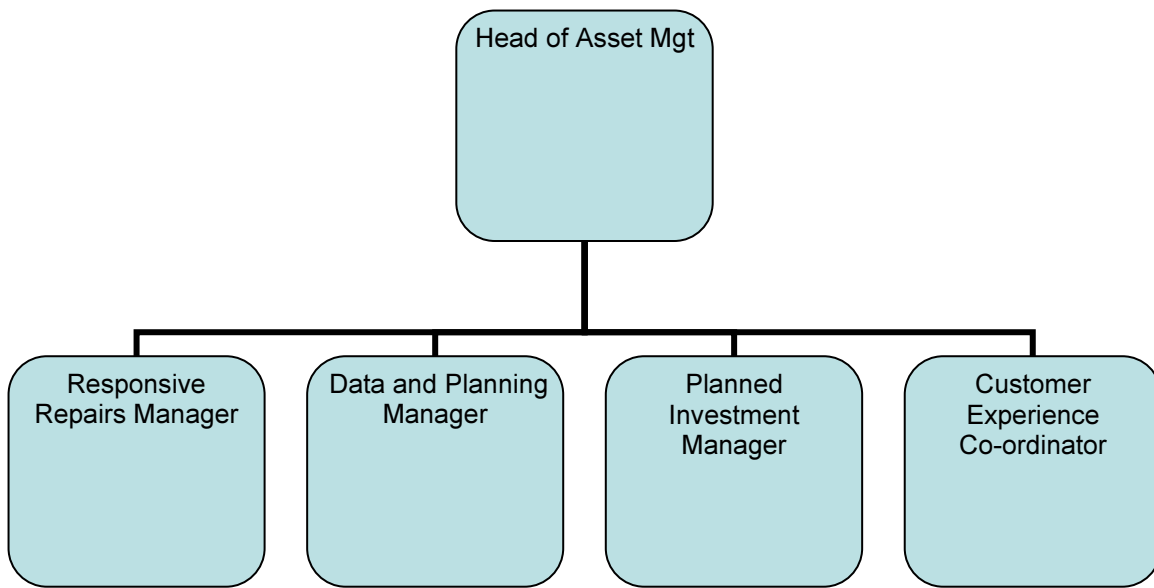 Head of Asset Mgt
Responsive
Repairs Manager
Data and Planning
Manager
Planned
Investment
Manager
Customer
Experience
Co-ordinator